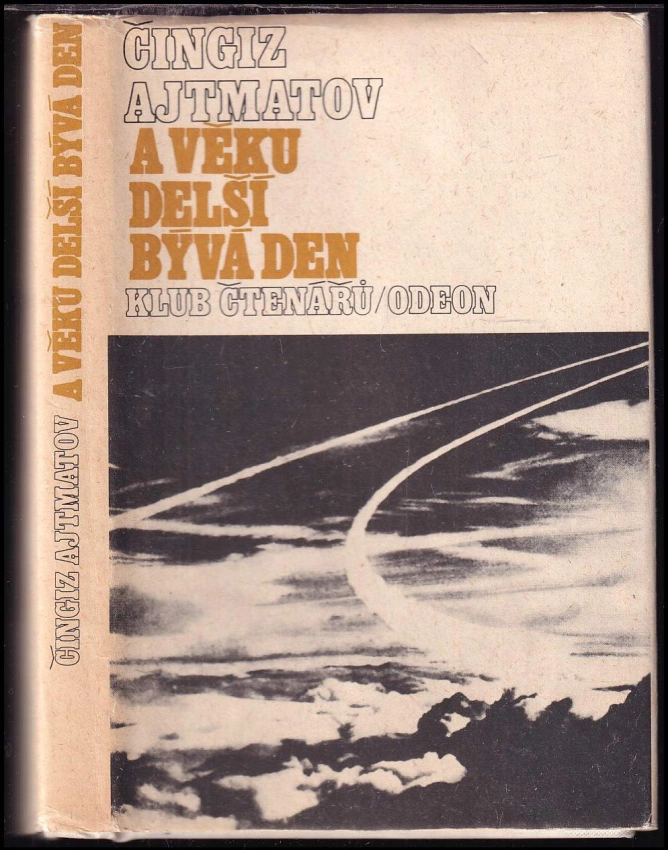 ČINGIZ
AJTMATOV
A VĚKU
DELŠÍ
BÝVÁ DEN
KLUB ČTENÁŘŮ/ODEON
ČINGIZ AJTMATOV / A VĚKU DELŠÍ BÝVÁ DEN